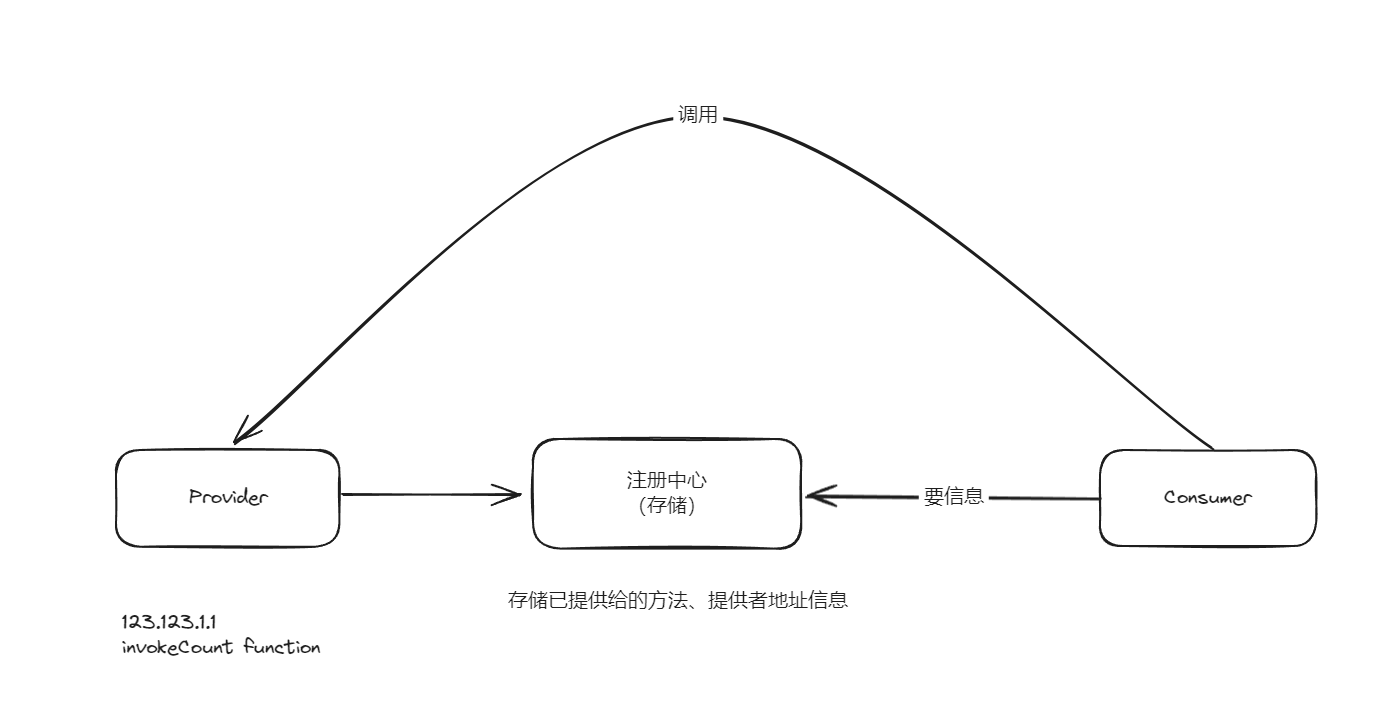 调用
Provider
注册中心
（存储）
要信息
Consumer
存储已提供给的方法、提供者地址信息
123.123.1.1
invokeCount function